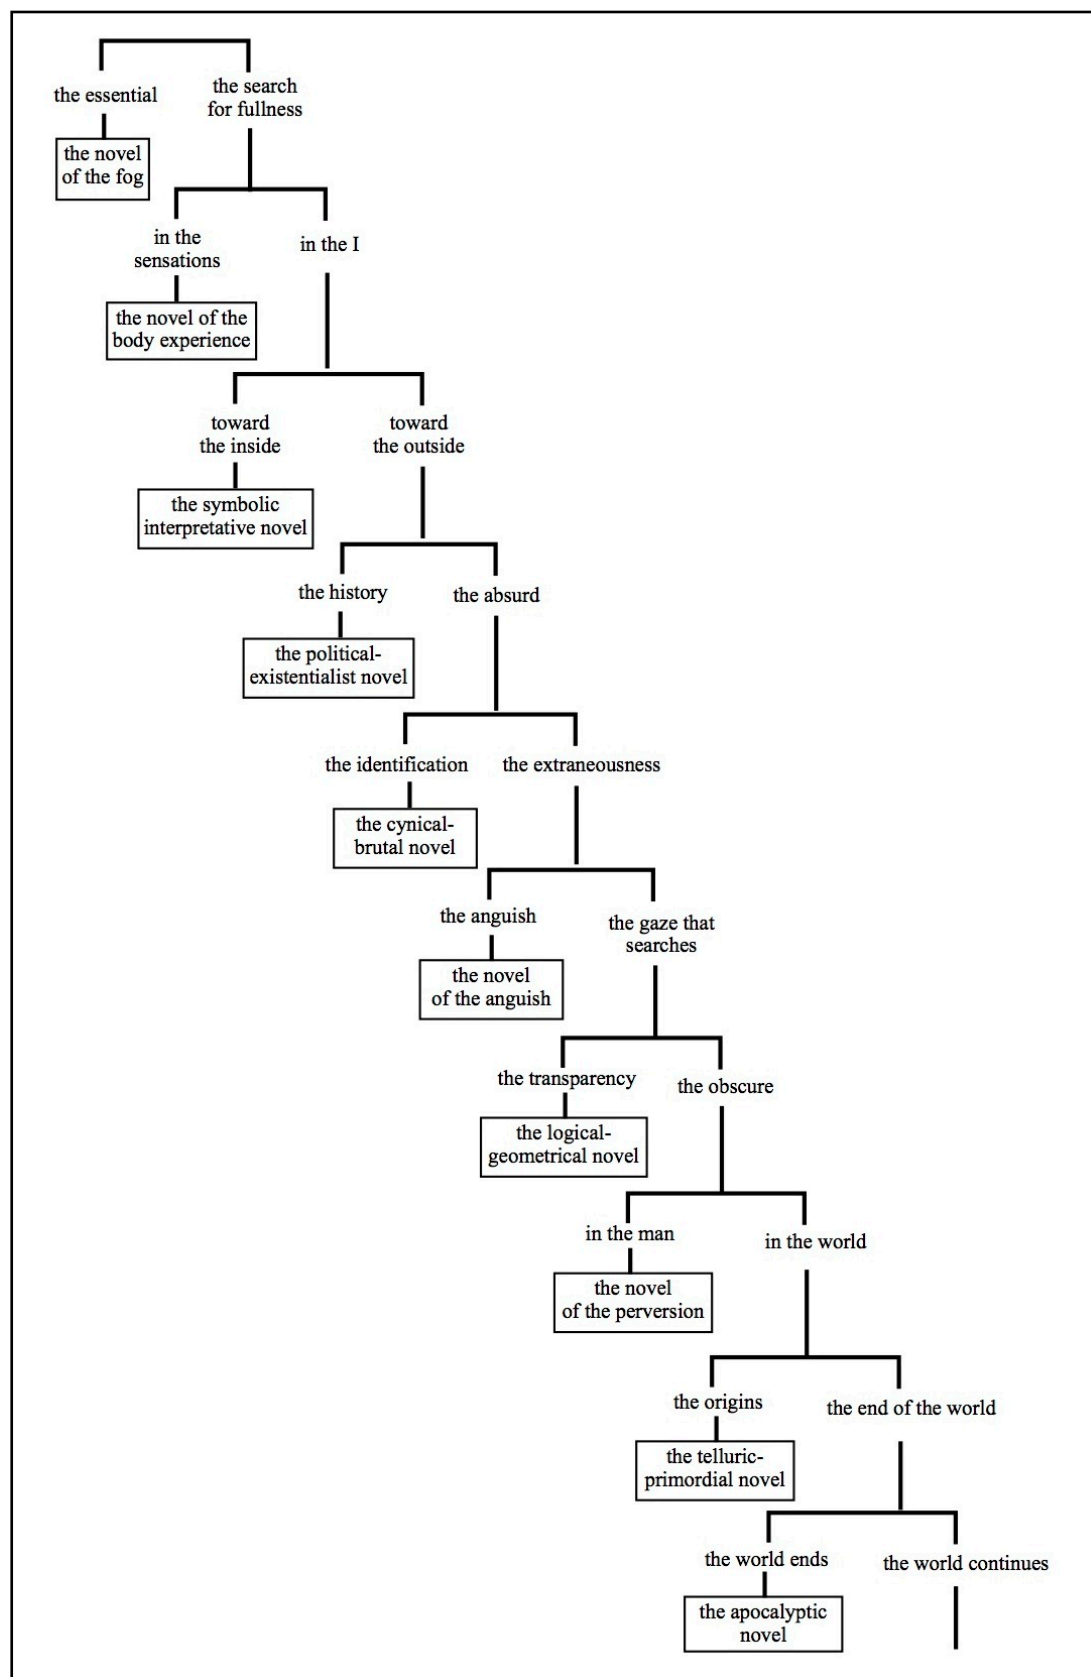 the essential
the search
for fullness
the novel
of the fog
in the
sensations
in the I
the novel of the
body experience
toward
the inside
toward
the outside
the symbolic
interpretative novel
the history
the absurd
the political-
existentialist novel
the identification
the extraneousness
the cynical-
brutal novel
the anguish
the gaze that
searches
the novel
of the anguish
the transparency
the obscure
the logical-
geometrical novel
in the man
in the world
the novel
of the perversion
the origins
the end of the world
the telluric-
primordial novel
the world ends
the world continues
the apocalyptic
novel